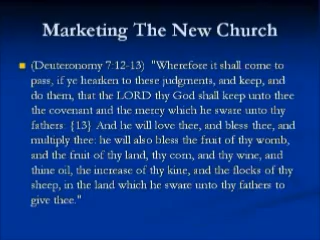 Marketing The New Church
(Deuteronomy 7:12-13) "Wherefore it shall come to
pass, if ye hearken to these judgments, and keep, and
do them, that the LORD thy God shall keep unto thee
the covenant and the mercy which he sware unto thy
fathers: {13} And he will love thee, and bless thee, and
multiply thee: he will also bless the fruit of thy womb,
and the fruit of thy land, thy corn, and thy wine, and
thine oil, the increase of thy kine, and the flocks of thy
sheep, in the land which he sware unto thy fathers to
give thee."